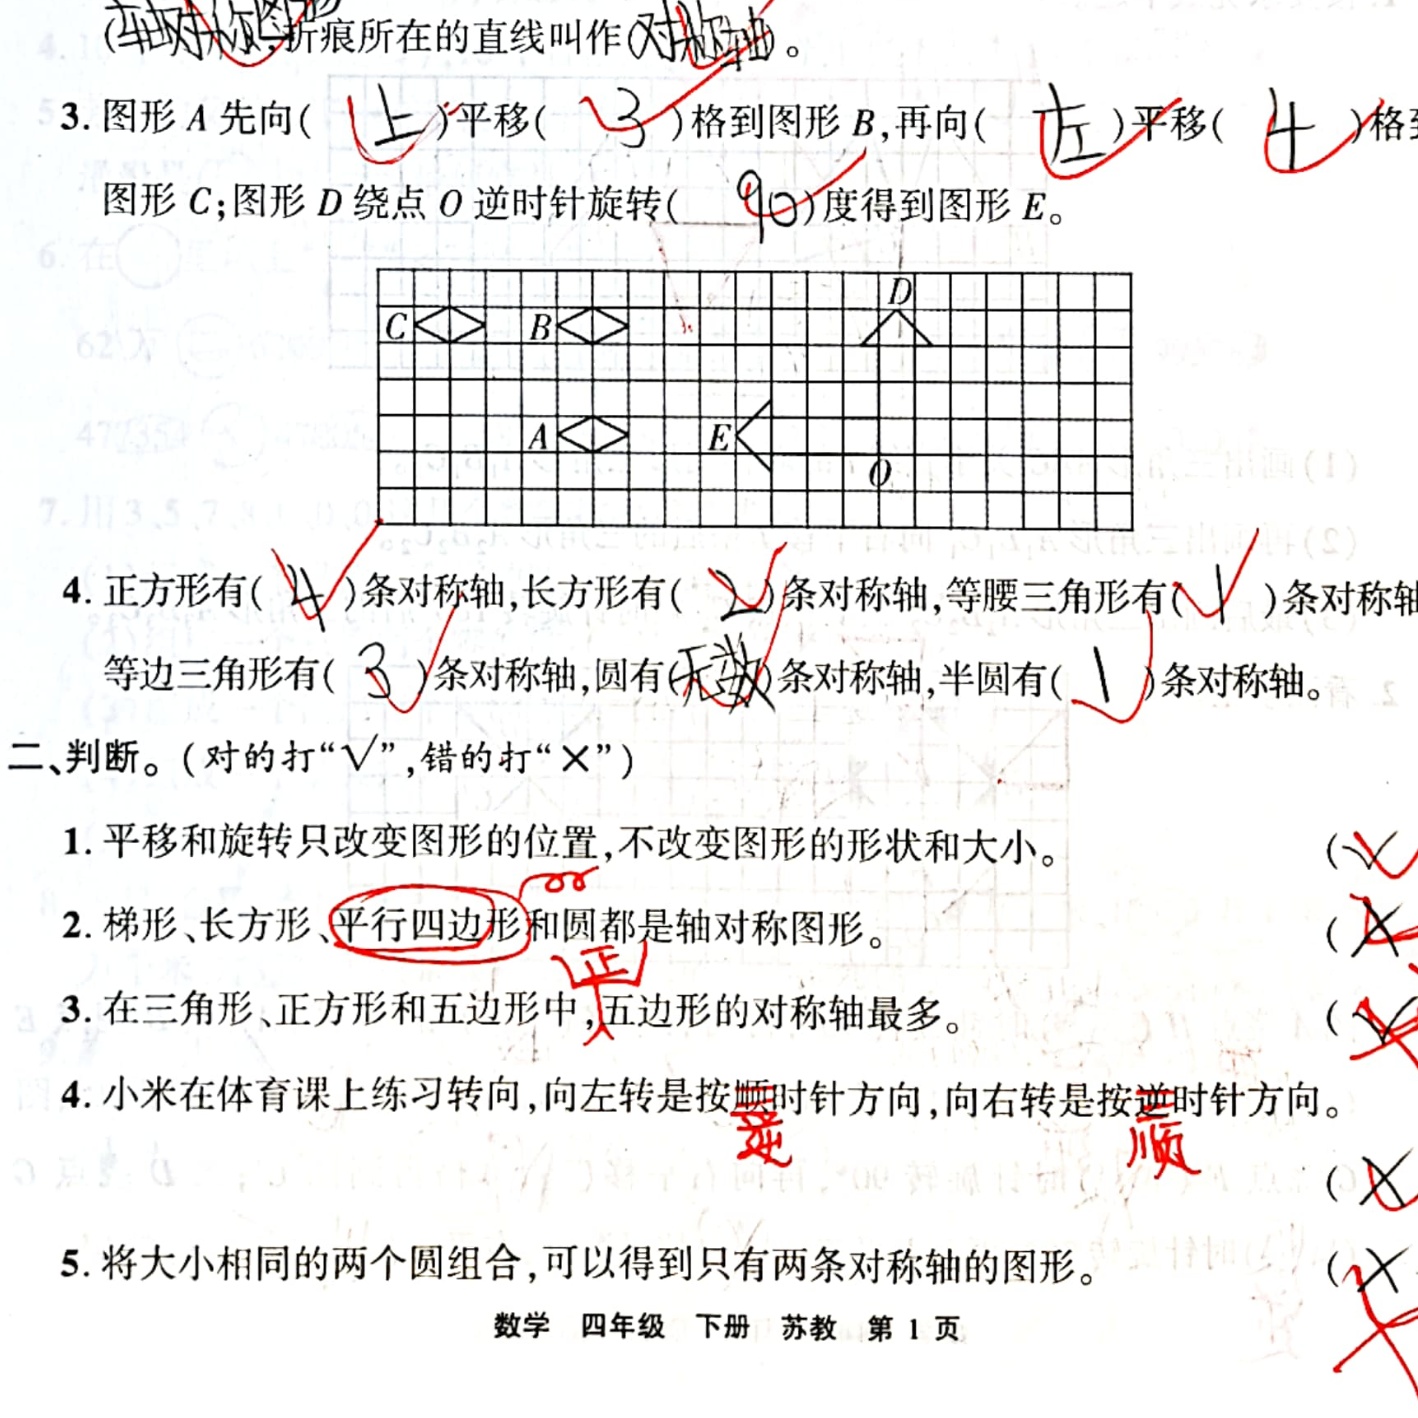 (轴对称图形),折痕所在的直线叫作(对称轴)。
3. 图形 A 先向( 上 )平移( 3 )格到图形 B,再向( 左 )平移( 4 )格到
图形 C;图形 D 绕点 O 逆时针旋转( 90 )度得到图形 E。
D
C B
A E
O
4. 正方形有( 4 )条对称轴,长方形有( 2 )条对称轴,等腰三角形有( 1 )条对称轴
等边三角形有( 3 )条对称轴,圆有(无数)条对称轴,半圆有( 1 )条对称轴。
二、判断。(对的打“√”,错的打“×”)
1. 平移和旋转只改变图形的位置,不改变图形的形状和大小。 (√
2. 梯形、长方形、平行四边形和圆都是轴对称图形。 (×
正
3. 在三角形、正方形和五边形中,五边形的对称轴最多。 (√
4. 小米在体育课上练习转向,向左转是按顺时针方向,向右转是按逆时针方向。
逆 顺
(×
5. 将大小相同的两个圆组合,可以得到只有两条对称轴的图形。 (×
数学 四年级 下册 苏教 第 1 页